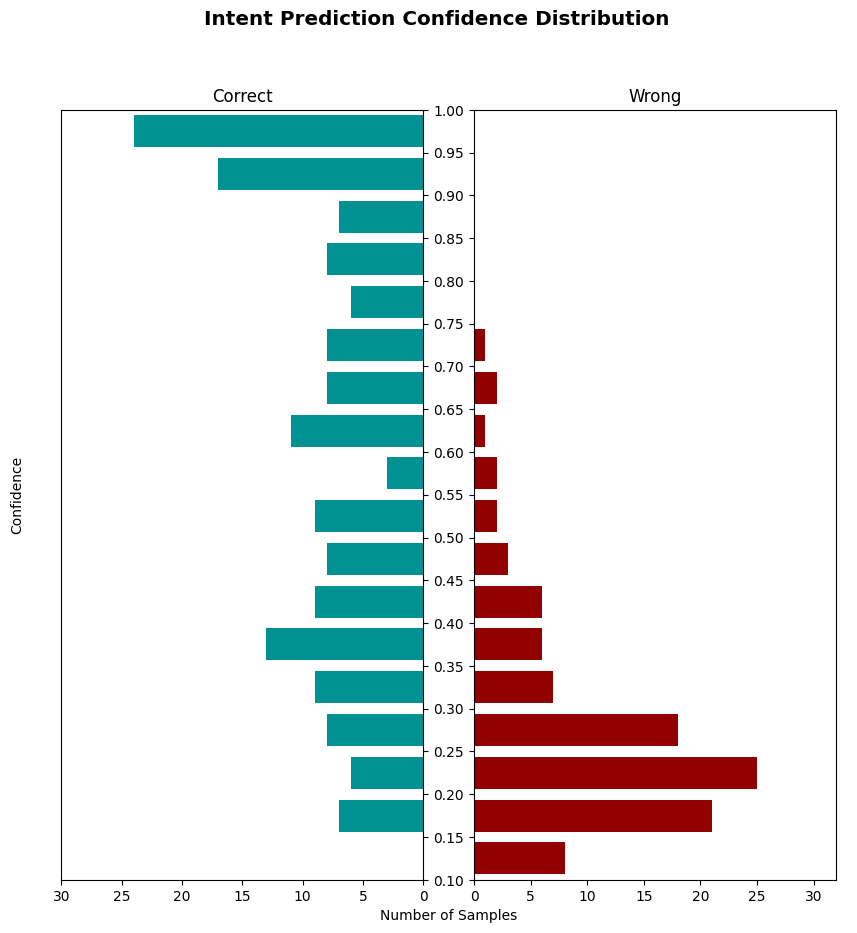 Intent Prediction Confidence Distribution
Correct
Wrong
1.00
0.95
0.90
0.85
0.80
0.75
0.70
0.65
0.60
0.55
0.50
0.45
0.40
0.35
0.30
0.25
0.20
0.15
0.10
Confidence
30 25 20 15 10 5 0
0 5 10 15 20 25 30
Number of Samples